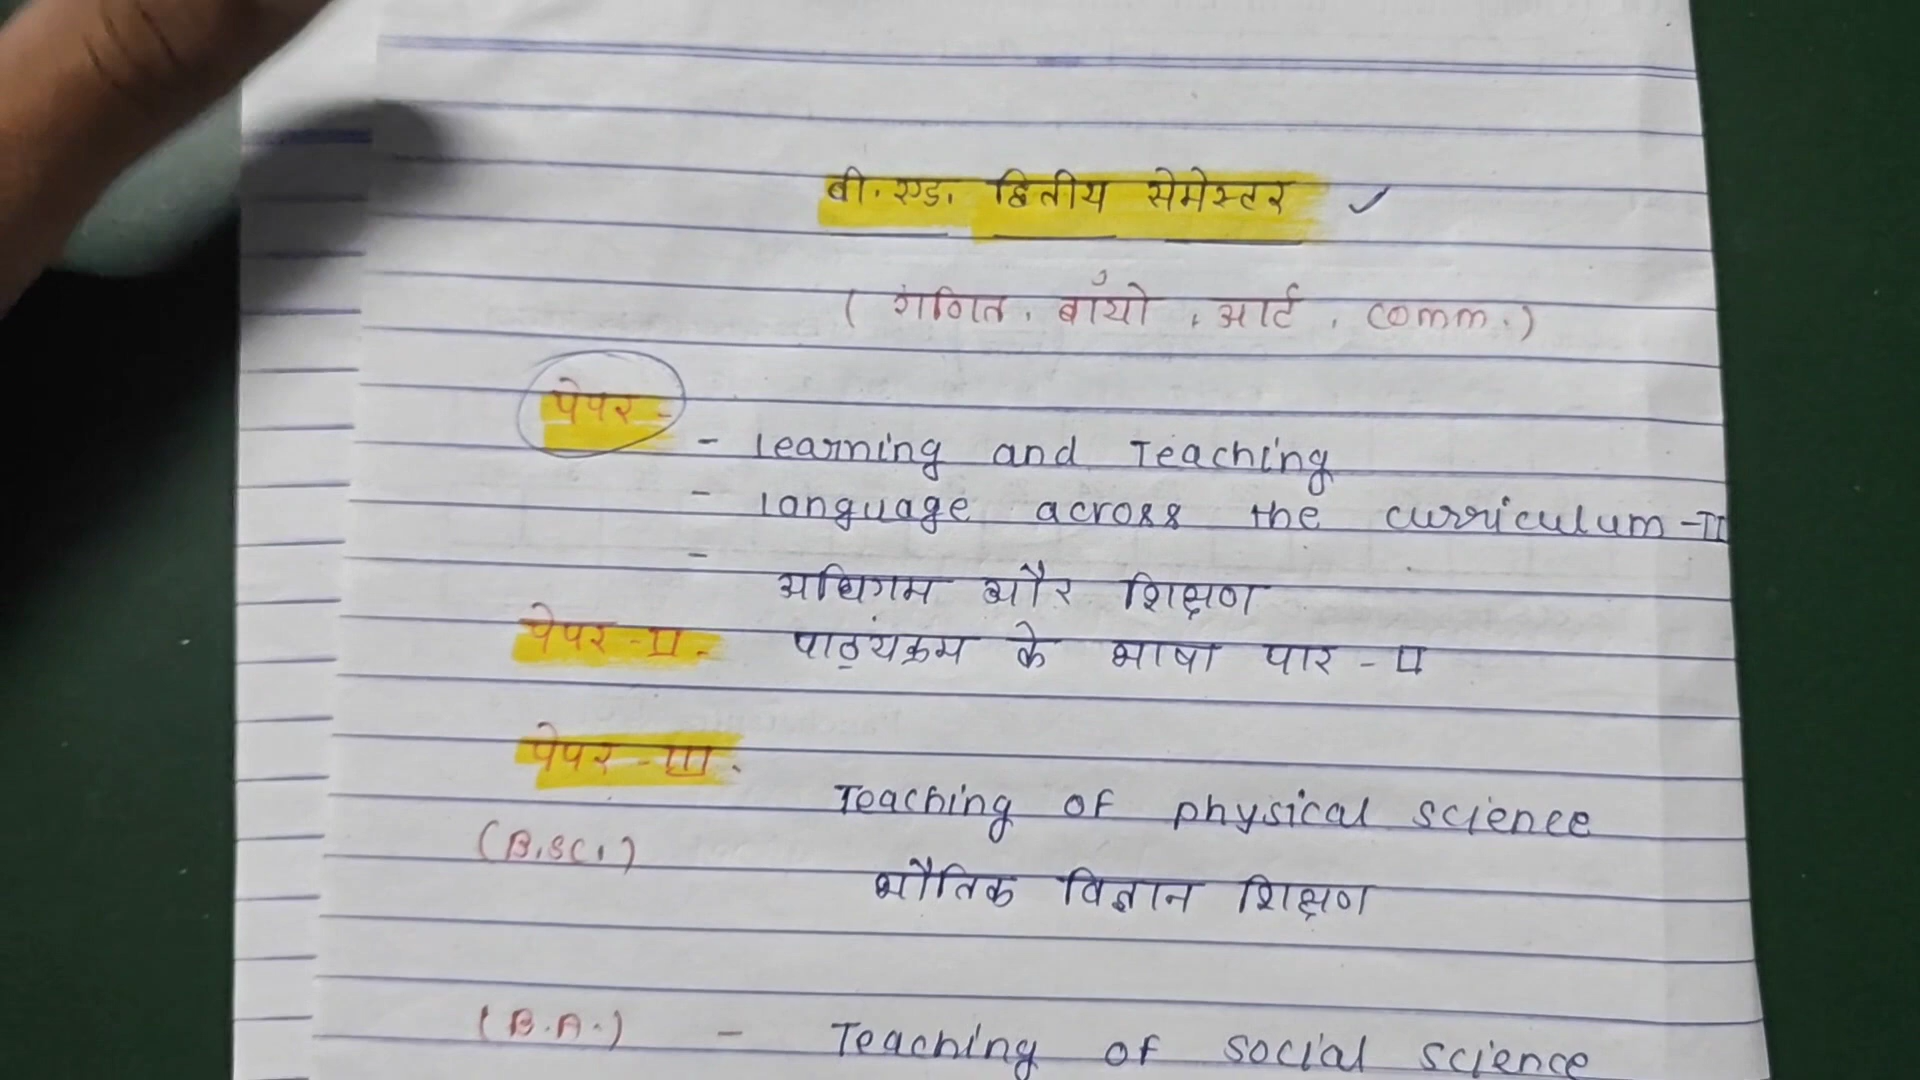 बी.एड. द्वितीय सेमेस्टर ✓
( गणित, बॉयो, आर्ट, comm.)
पेपर -
- Learning and Teaching
- Language across the curriculum-II
- अधिगम और शिक्षण
पेपर-II. पाठ्यंक्रम के भाषा पार-II
पेपर-III.
Teaching of physical science
(B.SC.)
भौतिक विज्ञान शिक्षण
(B.A.) - Teaching of social science